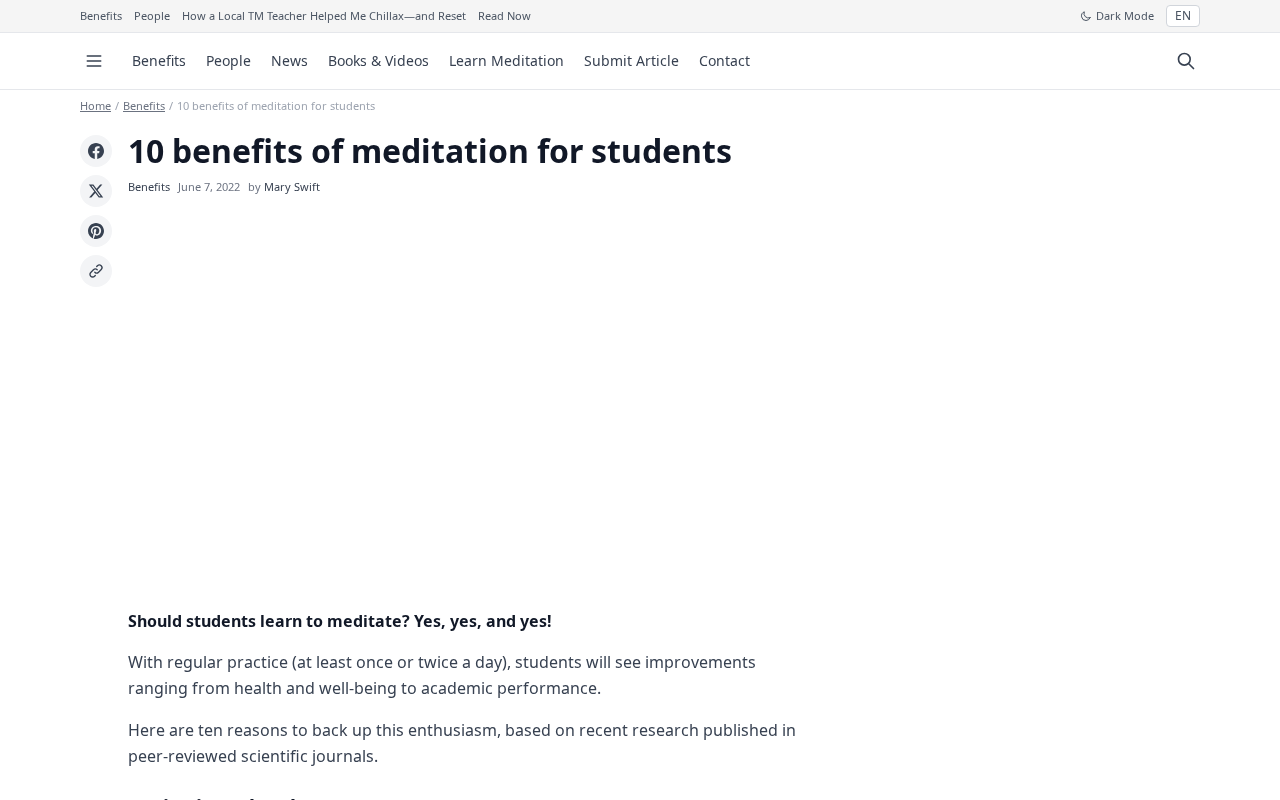 Benefits People How a Local TM Teacher Helped Me Chillax—and Reset Read Now Dark Mode EN
Benefits People News Books & Videos Learn Meditation Submit Article Contact
Home / Benefits / 10 benefits of meditation for students
10 benefits of meditation for students
Benefits June 7, 2022 by Mary Swift
Should students learn to meditate? Yes, yes, and yes!
With regular practice (at least once or twice a day), students will see improvements
ranging from health and well-being to academic performance.
Here are ten reasons to back up this enthusiasm, based on recent research published in
peer-reviewed scientific journals.